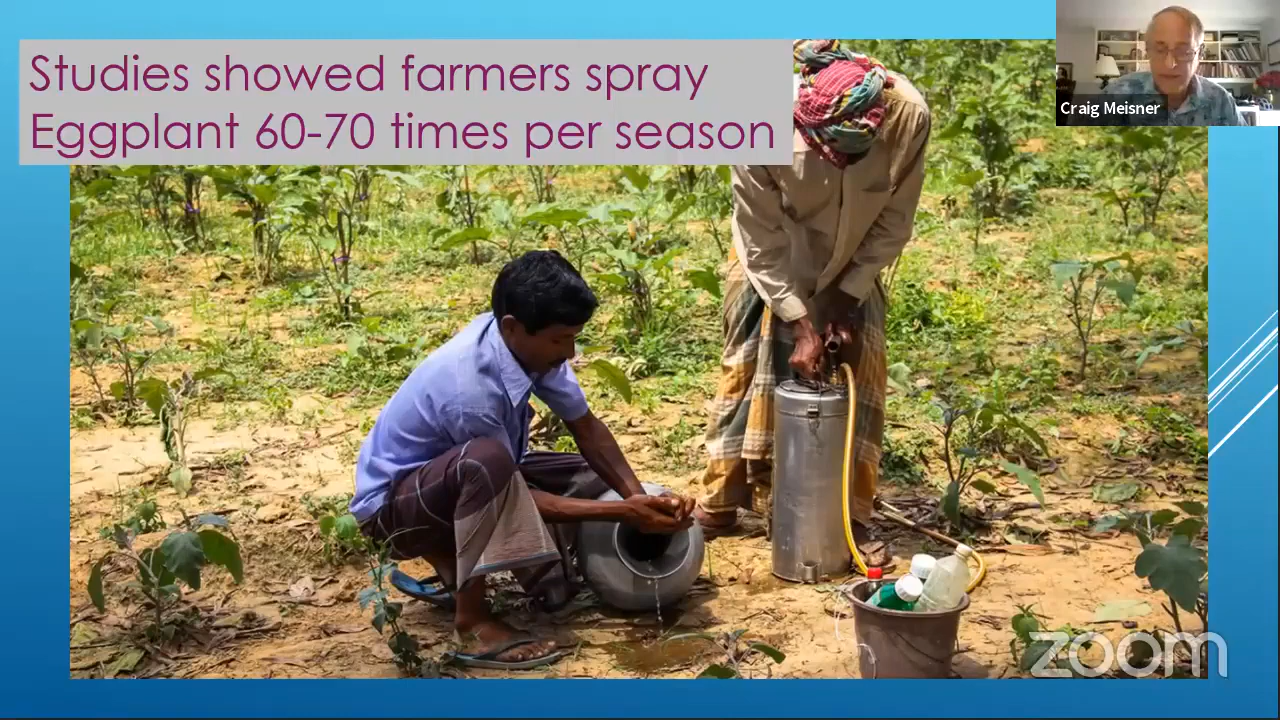 Studies showed farmers spray
Eggplant 60-70 times per season
Craig Meisner
zoom